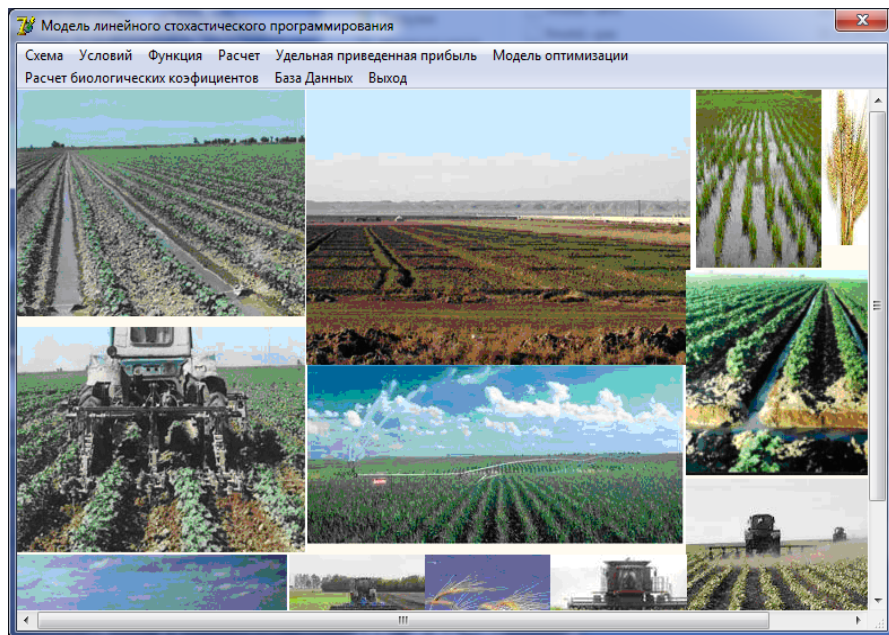 Модель линейного стохастического программирования
Схема Условий Функция Расчет Удельная приведенная прибыль Модель оптимизации
Расчет биологических коэфициентов База Данных Выход